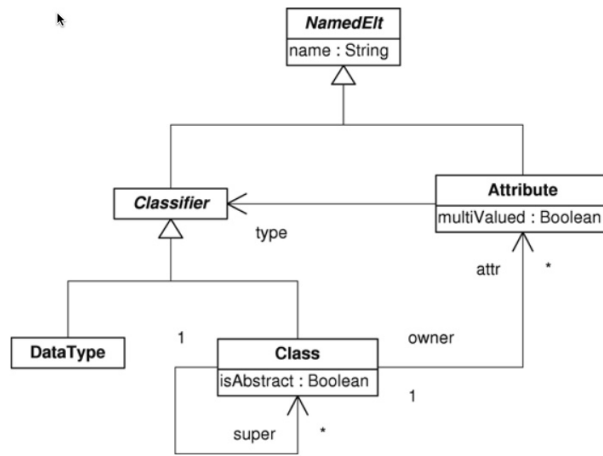 NamedElt
name : String
Classifier
Attribute
multiValued : Boolean
type
attr
*
DataType
1
Class
isAbstract : Boolean
owner
1
super
*